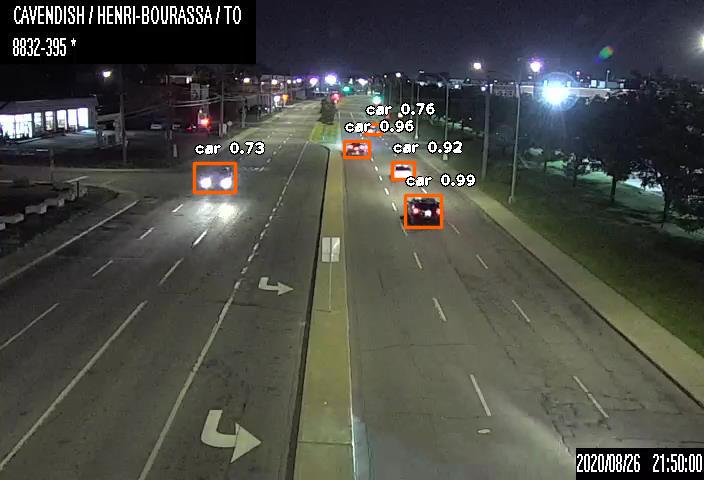 CAVENDISH / HENRI-BOURASSA / TO
8832-395 *
car 0.76
car 0.96
car 0.73
car 0.92
car 0.99
2020/08/26 21:50:00